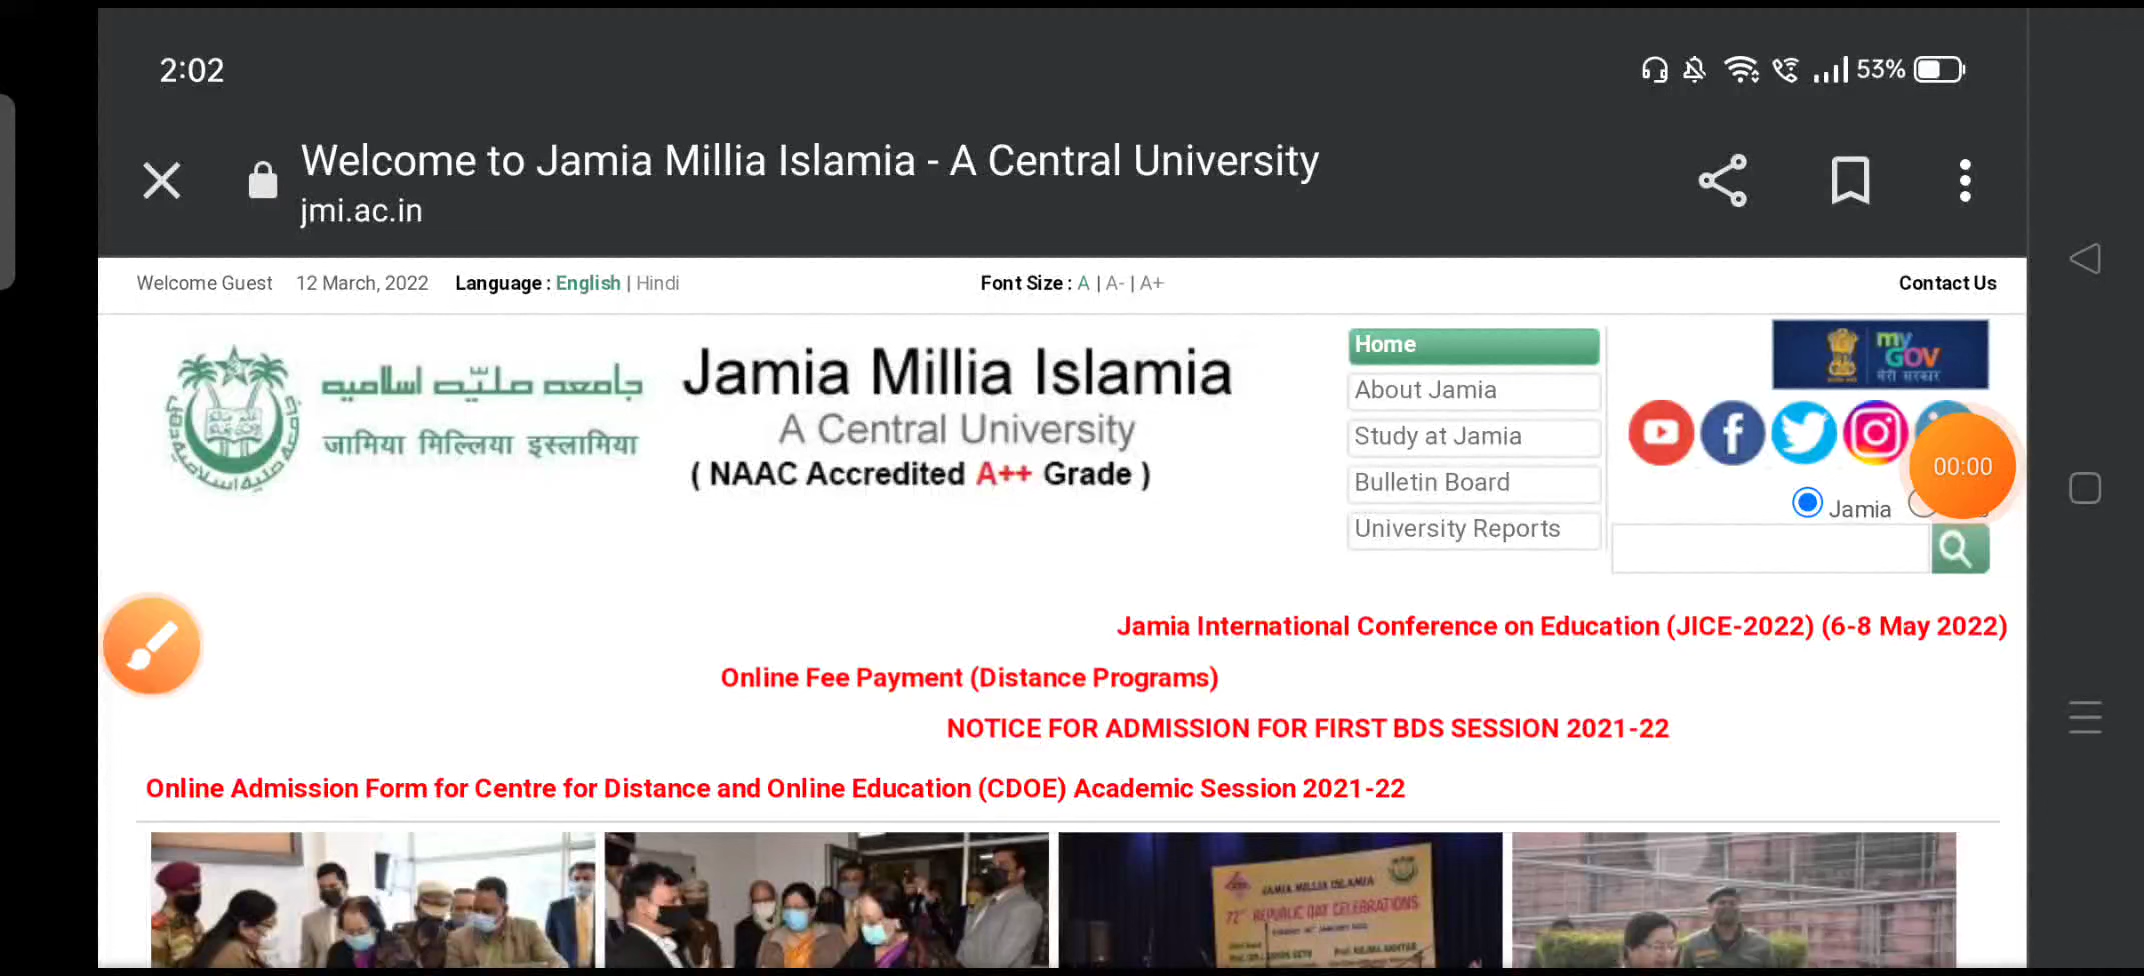 2:02
53%
Welcome to Jamia Millia Islamia - A Central University
jmi.ac.in
Welcome Guest 12 March, 2022 Language : English | Hindi Font Size : A | A- | A+ Contact Us
جامعہ ملیّہ اسلامیہ
जामिया मिल्लिया इस्लामिया
Jamia Millia Islamia
A Central University
( NAAC Accredited A++ Grade )
Home
About Jamia
Study at Jamia
Bulletin Board
University Reports
my
GOV
मेरी सरकार
00:00
Jamia
Jamia International Conference on Education (JICE-2022) (6-8 May 2022)
Online Fee Payment (Distance Programs)
NOTICE FOR ADMISSION FOR FIRST BDS SESSION 2021-22
Online Admission Form for Centre for Distance and Online Education (CDOE) Academic Session 2021-22
JAMIA MILLIA ISLAMIA
REPUBLIC DAY CELEBRATIONS